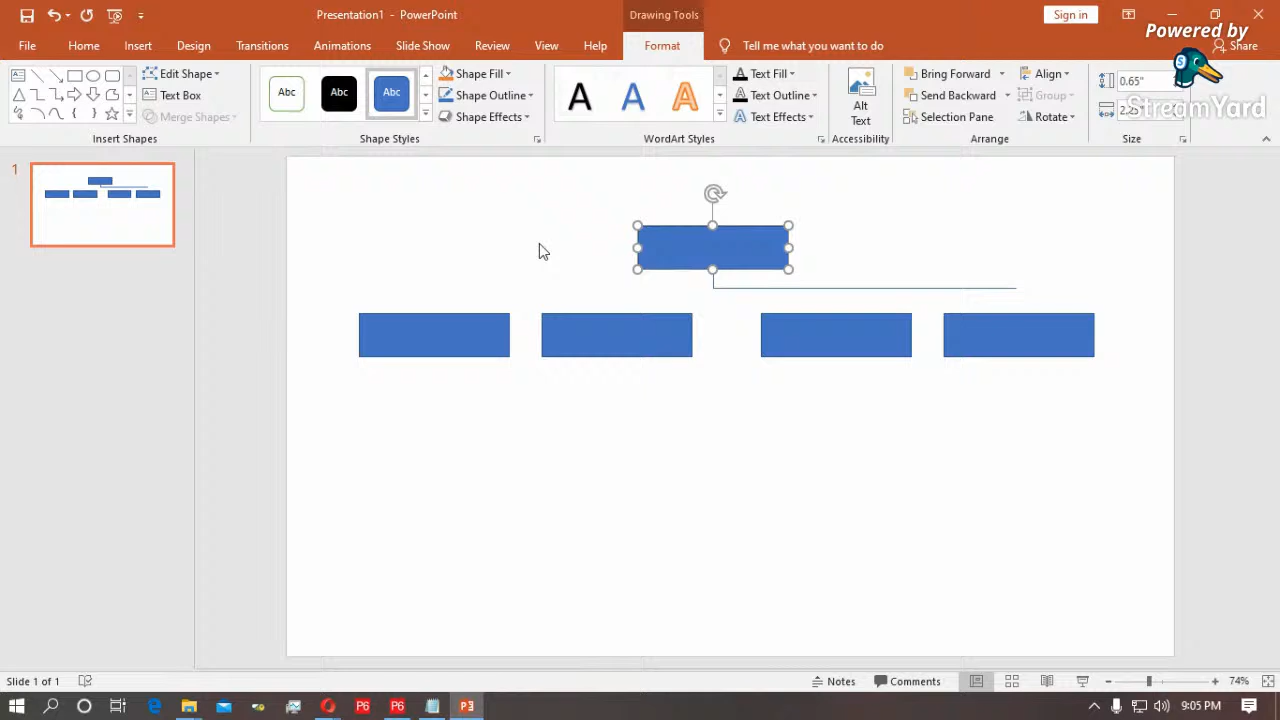 Presentation1 - PowerPoint
Drawing Tools
Sign in
Powered by
File
Home
Insert
Design
Transitions
Animations
Slide Show
Review
View
Help
Format
Tell me what you want to do
Share
Edit Shape
Text Box
Merge Shapes
Insert Shapes
Abc
Abc
Abc
Shape Fill
Shape Outline
Shape Effects
Shape Styles
A
A
A
Text Fill
Text Outline
Text Effects
WordArt Styles
Alt
Text
Accessibility
Bring Forward
Send Backward
Selection Pane
Align
Group
Rotate
Arrange
0.65"
2.25"
Size
StreamYard
1
Slide 1 of 1
Notes
Comments
74%
P6
P6
9:05 PM